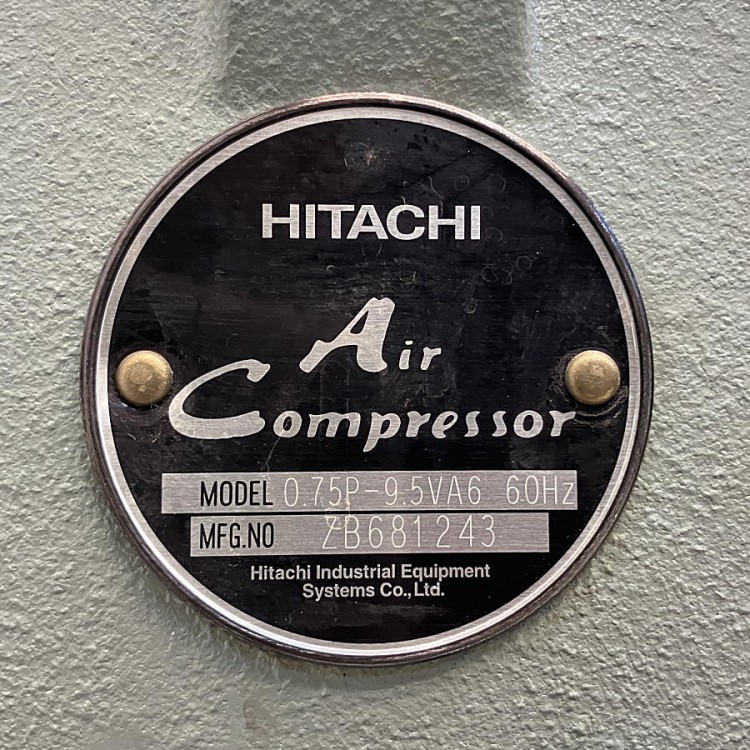 HITACHI
Air
Compressor
MODEL 0.75P-9.5VA6 60Hz
MFG.NO ZB681243
Hitachi Industrial Equipment
Systems Co.,Ltd.